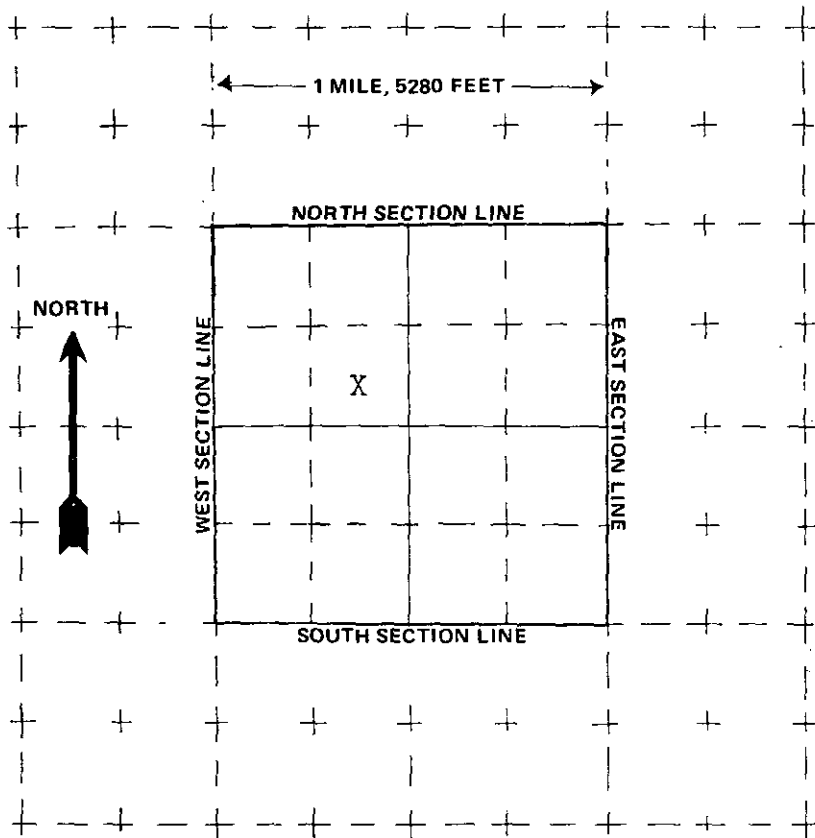 1 MILE, 5280 FEET
NORTH SECTION LINE
NORTH
WEST SECTION LINE
EAST SECTION LINE
X
SOUTH SECTION LINE